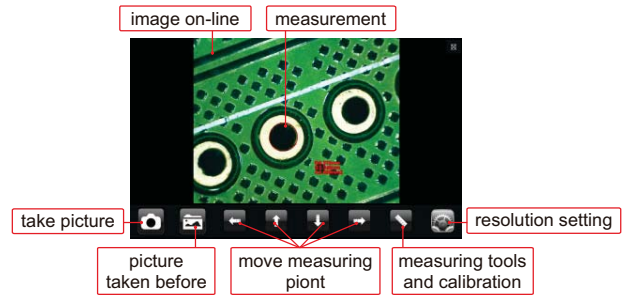 image on-line
measurement
take picture
picture
taken before
move measuring
piont
measuring tools
and calibration
resolution setting